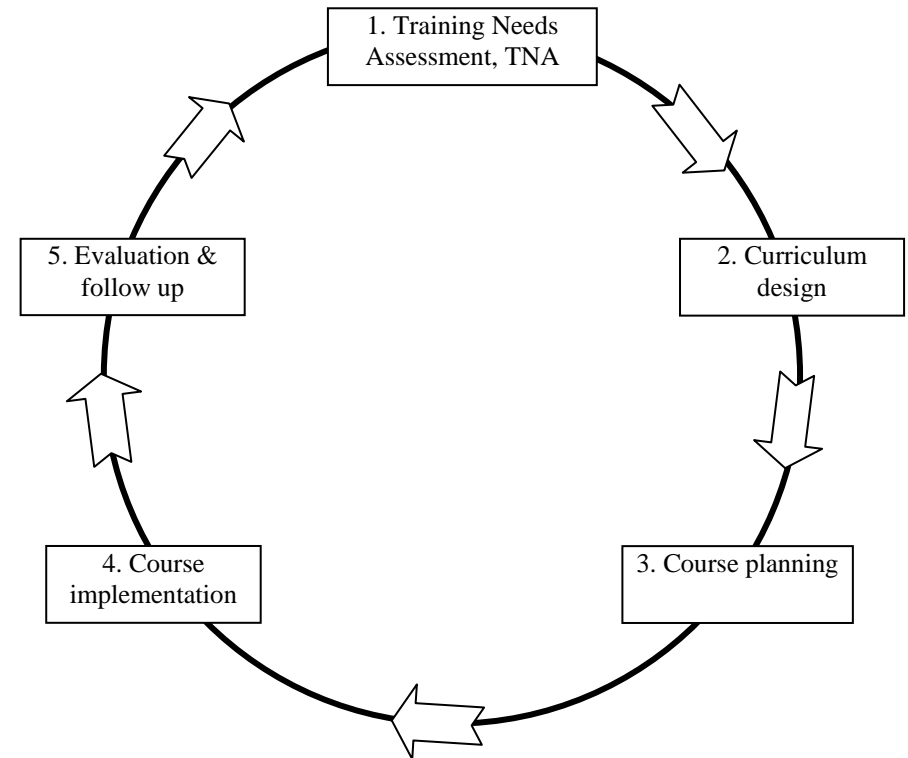 1. Training Needs
Assessment, TNA
2. Curriculum
design
3. Course planning
4. Course
implementation
5. Evaluation &
follow up